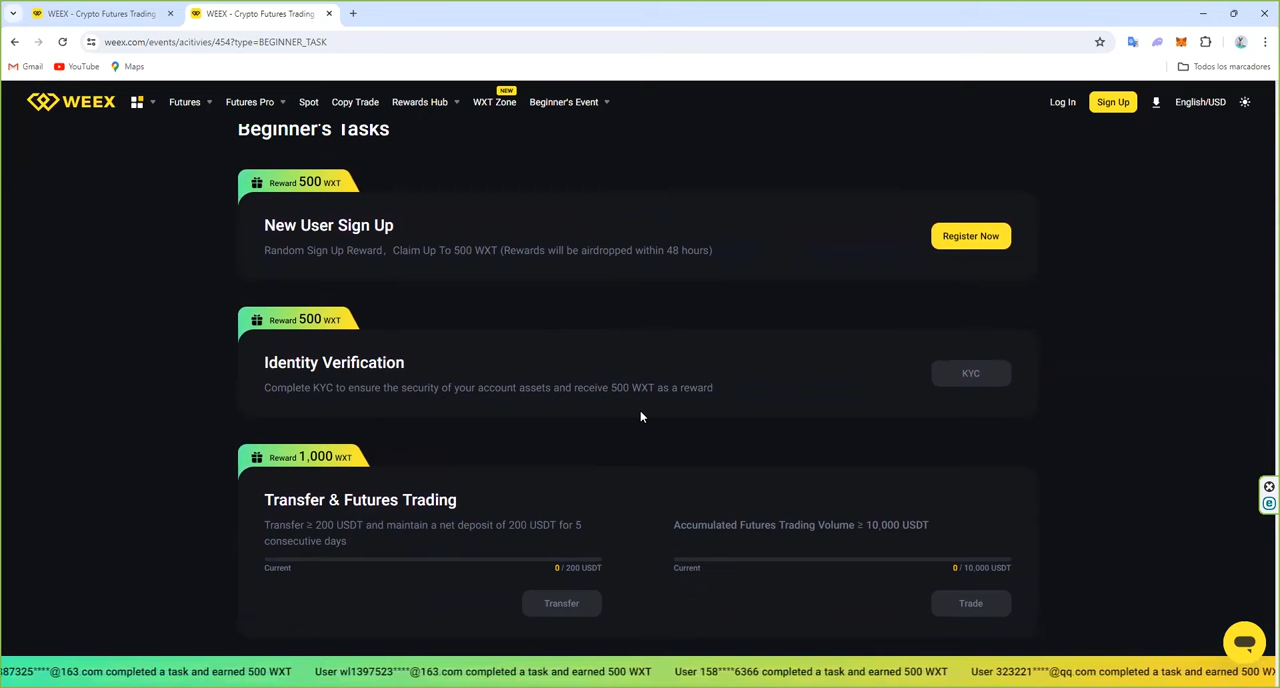 WEEX - Crypto Futures Trading
WEEX - Crypto Futures Trading
weex.com/events/acitivies/454?type=BEGINNER_TASK
Gmail
YouTube
Maps
Todos los marcadores
WEEX
Futures
Futures Pro
Spot
Copy Trade
Rewards Hub
NEW
WXT Zone
Beginner's Event
Log In
Sign Up
English/USD
Beginner's Tasks
Reward 500 WXT
New User Sign Up
Random Sign Up Reward, Claim Up To 500 WXT (Rewards will be airdropped within 48 hours)
Register Now
Reward 500 WXT
Identity Verification
Complete KYC to ensure the security of your account assets and receive 500 WXT as a reward
KYC
Reward 1,000 WXT
Transfer & Futures Trading
Transfer ≥ 200 USDT and maintain a net deposit of 200 USDT for 5
consecutive days
Current
0 / 200 USDT
Transfer
Accumulated Futures Trading Volume ≥ 10,000 USDT
Current
0 / 10,000 USDT
Trade
387325****@163.com completed a task and earned 500 WXT
User wl1397523****@163.com completed a task and earned 500 WXT
User 158****6366 completed a task and earned 500 WXT
User 323221****@qq.com completed a task and earned 500